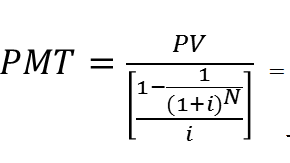 PMT = PV / [(1 - 1 / (1+i)^N) / i] = .